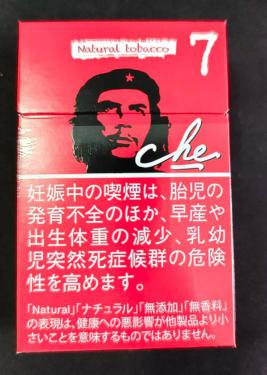 Natural tobacco
7
che
妊娠中の喫煙は、胎児の
発育不全のほか、早産や
出生体重の減少、乳幼
児突然死症候群の危険
性を高めます。
「Natural」「ナチュラル」「無添加」「無香料」
の表現は、健康への悪影響が他製品より小
さいことを意味するものではありません。